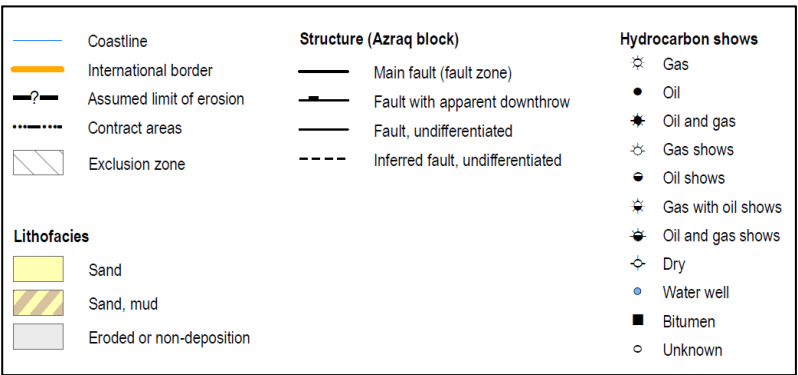 Coastline
International border
?
Assumed limit of erosion
Contract areas
Exclusion zone
Lithofacies
Sand
Sand, mud
Eroded or non-deposition
Structure (Azraq block)
Main fault (fault zone)
Fault with apparent downthrow
Fault, undifferentiated
Inferred fault, undifferentiated
Hydrocarbon shows
Gas
Oil
Oil and gas
Gas shows
Oil shows
Gas with oil shows
Oil and gas shows
Dry
Water well
Bitumen
Unknown